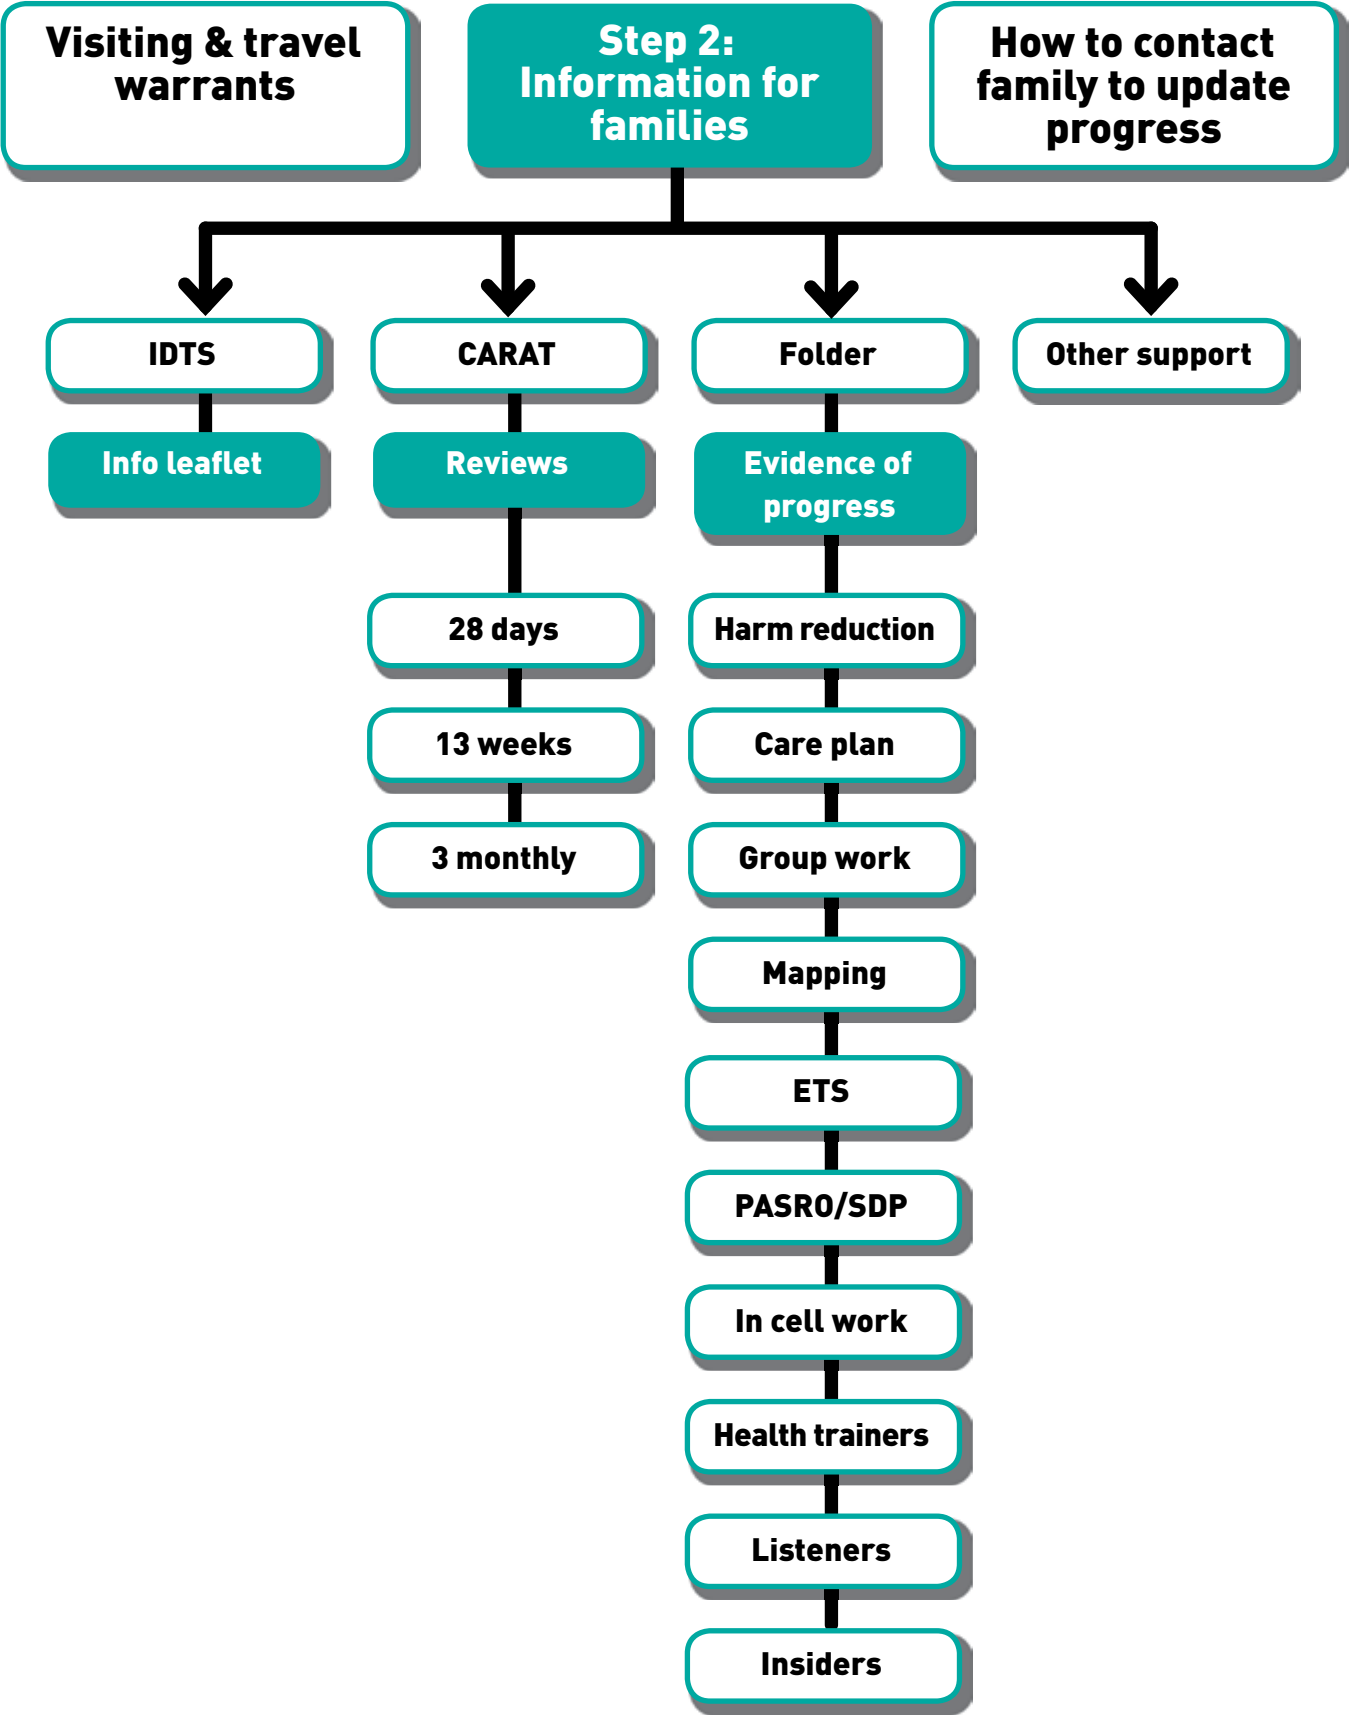 Visiting & travel
warrants
Step 2:
Information for
families
How to contact
family to update
progress
IDTS
CARAT
Folder
Other support
Info leaflet
Reviews
Evidence of
progress
28 days
Harm reduction
13 weeks
Care plan
3 monthly
Group work
Mapping
ETS
PASRO/SDP
In cell work
Health trainers
Listeners
Insiders